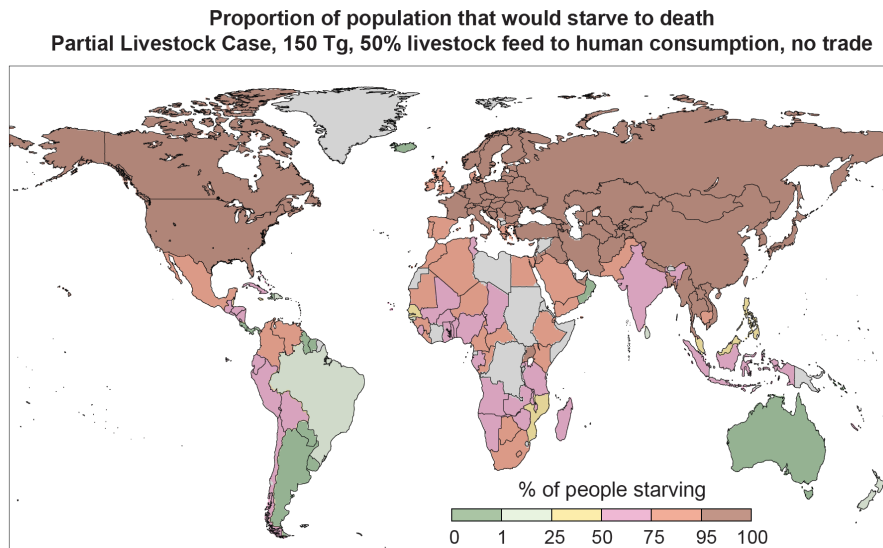 Proportion of population that would starve to death
Partial Livestock Case, 150 Tg, 50% livestock feed to human consumption, no trade
% of people starving
0 1 25 50 75 95 100